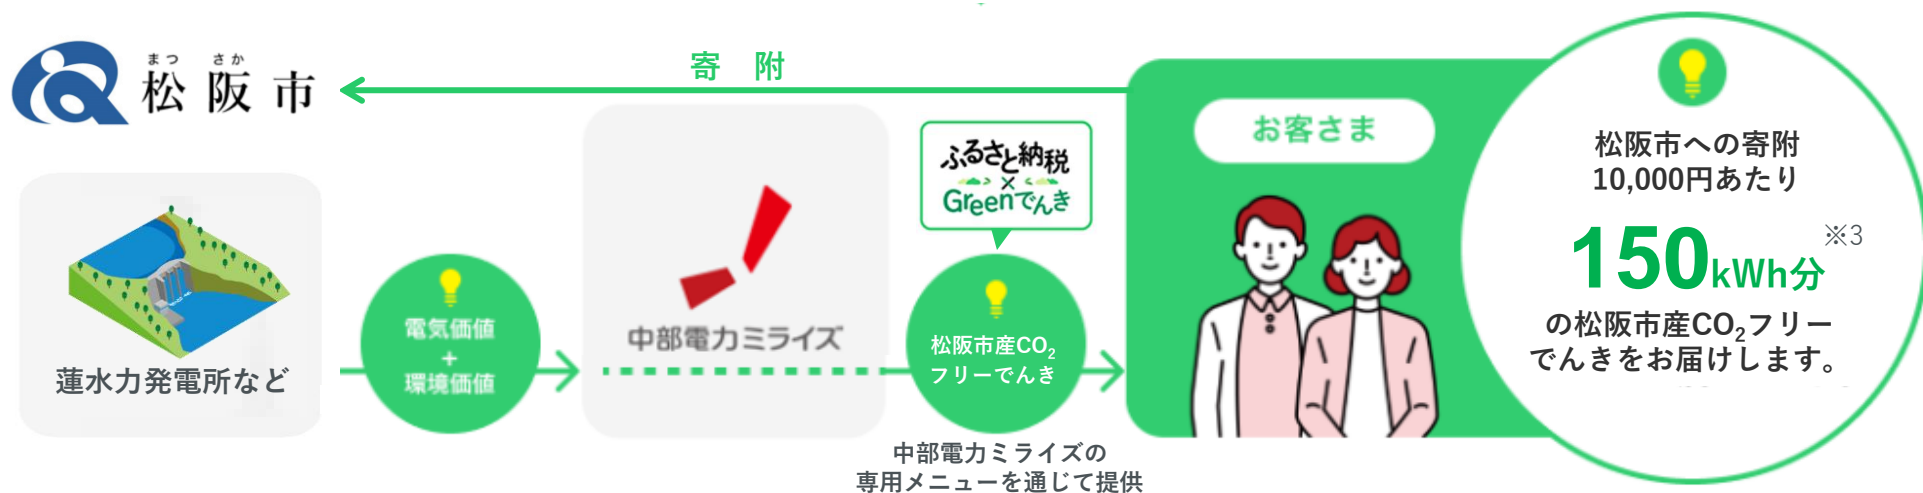 まつ さか
松阪市
寄 附
蓮水力発電所など
電気価値
+
環境価値
中部電力ミライズ
ふるさと納税
×
Greenでんき
松阪市産CO₂
フリーでんき
中部電力ミライズの
専用メニューを通じて提供
お客さま
松阪市への寄附
10,000円あたり
150kWh分※3
の松阪市産CO₂フリー
でんきをお届けします。